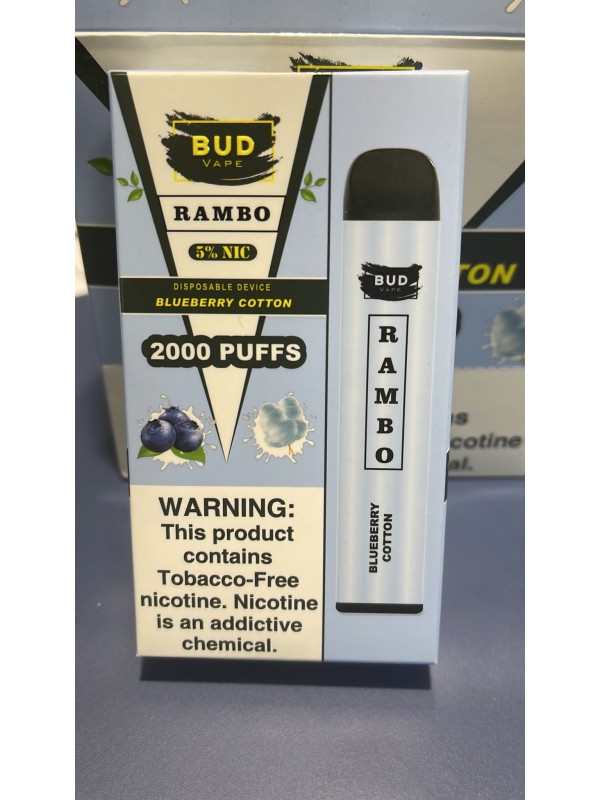 BUD
VAPE
RAMBO
5% NIC
DISPOSABLE DEVICE
BLUEBERRY COTTON
2000 PUFFS
WARNING:
This product
contains
Tobacco-Free
nicotine. Nicotine
is an addictive
chemical.
BUD
VAPE
RAMBO
BLUEBERRY
COTTON
TON
cotine